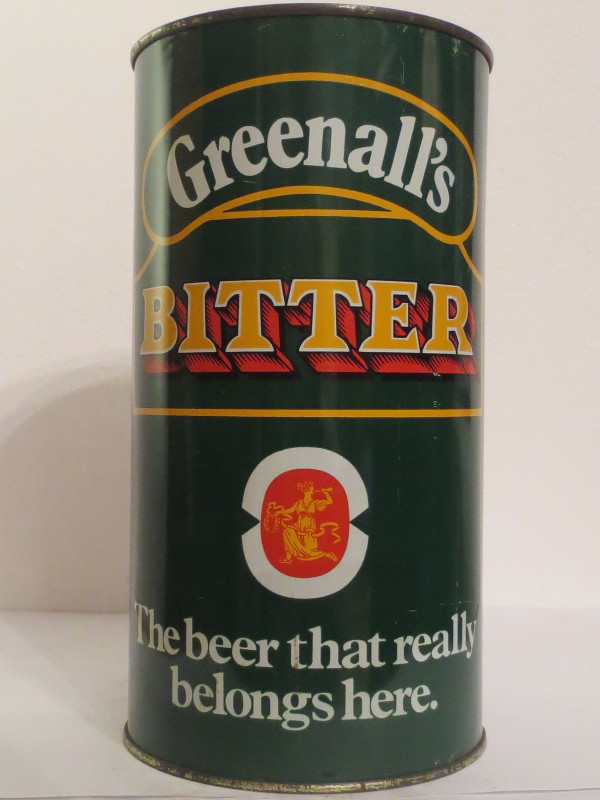 Greenall's
BITTER
The beer that really
belongs here.